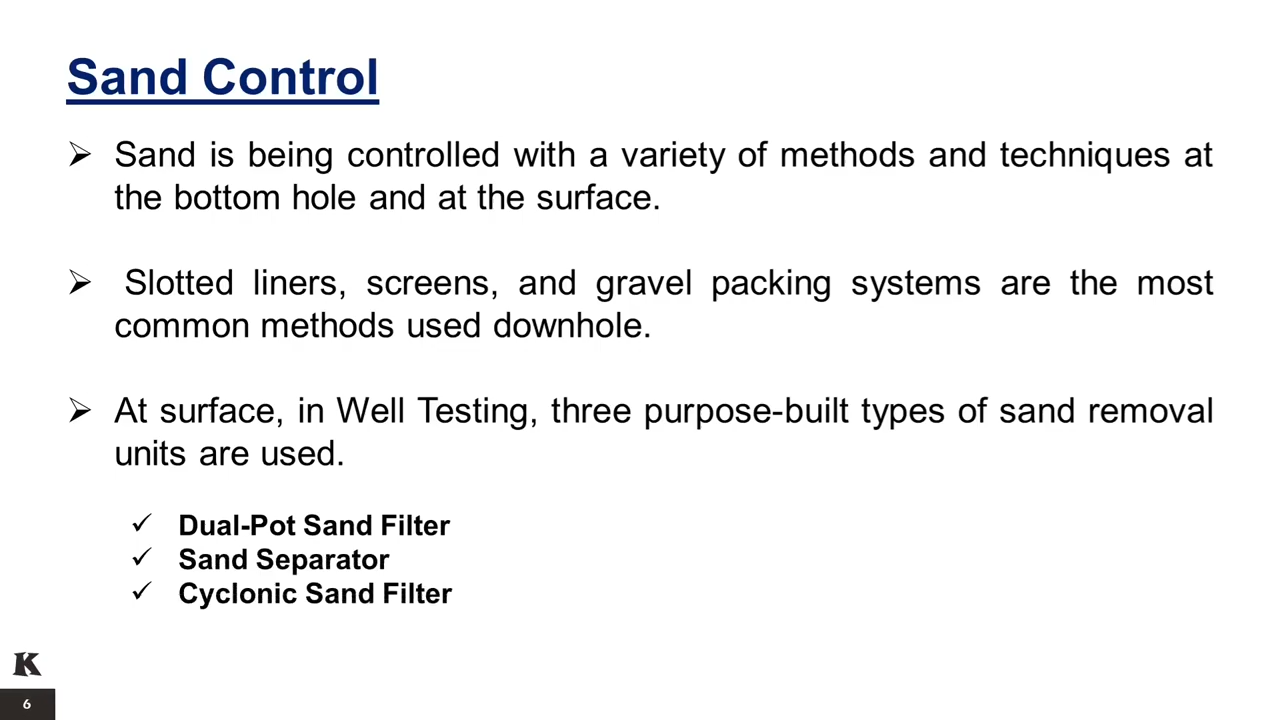 Sand Control
➢ Sand is being controlled with a variety of methods and techniques at
the bottom hole and at the surface.
➢ Slotted liners, screens, and gravel packing systems are the most
common methods used downhole.
➢ At surface, in Well Testing, three purpose-built types of sand removal
units are used.
✓ Dual-Pot Sand Filter
✓ Sand Separator
✓ Cyclonic Sand Filter
K
6